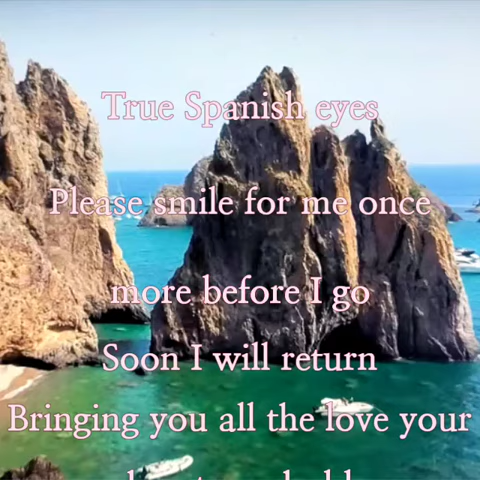 True Spanish eyes
Please smile for me once
more before I go
Soon I will return
Bringing you all the love your